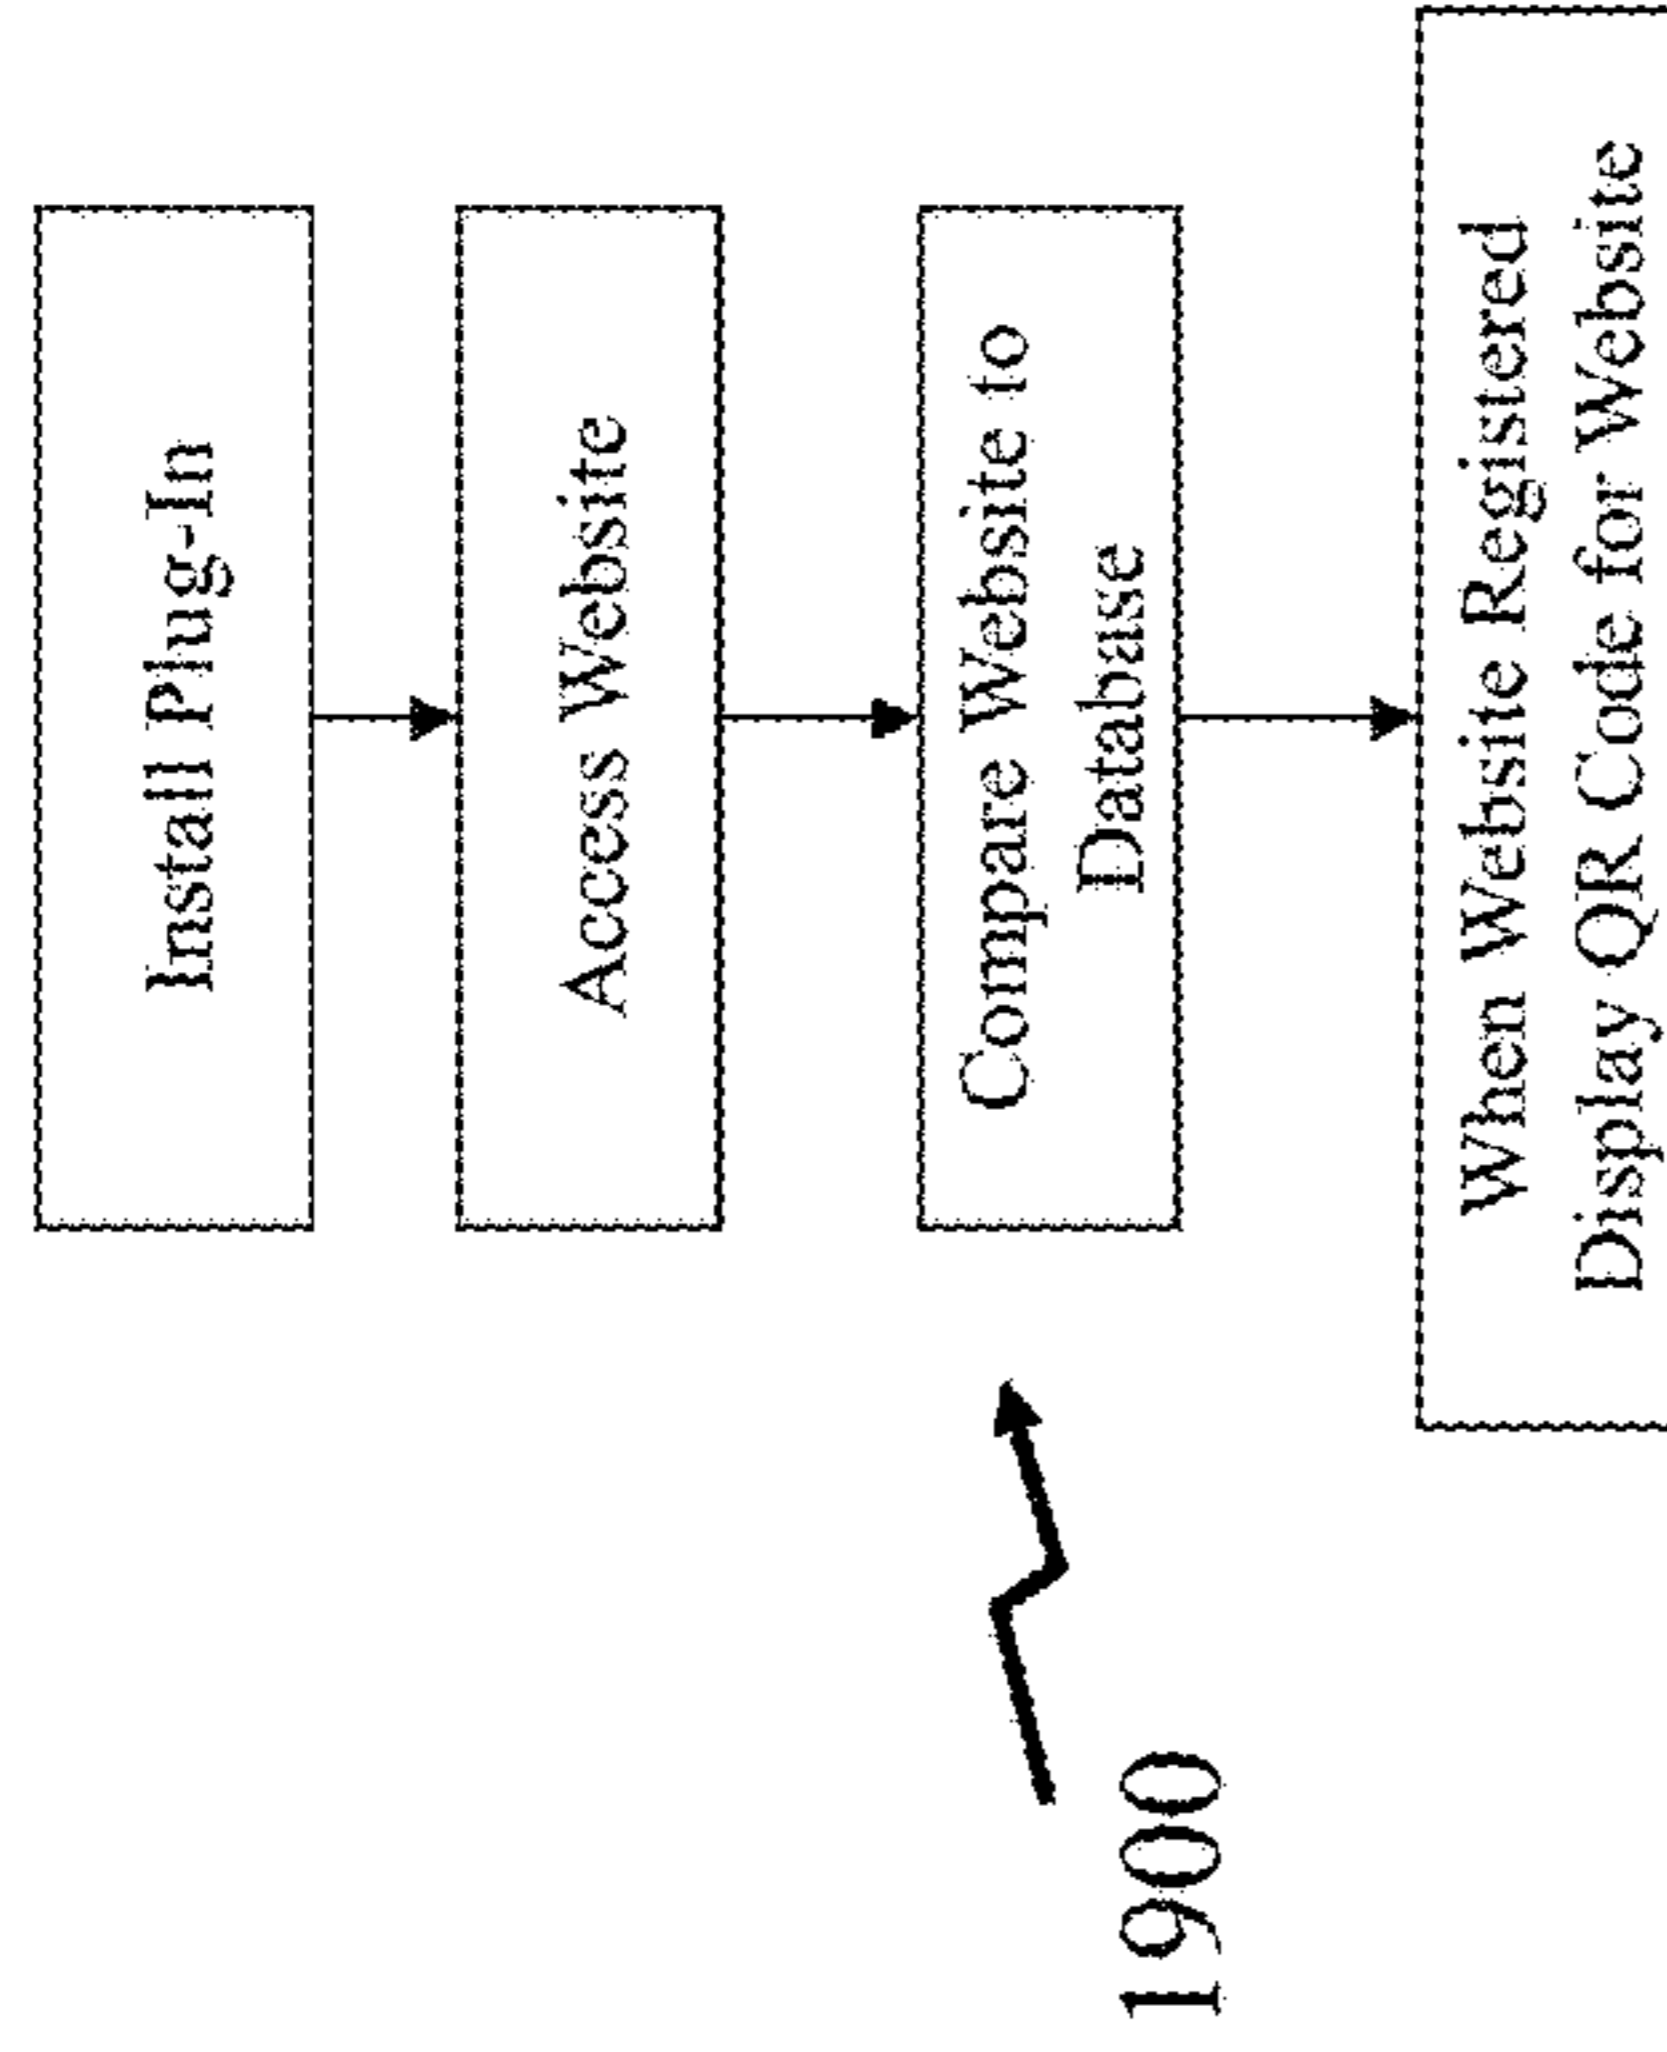 Install Plug-In
Access Website
Compare Website to
Database
When Website Registered
Display QR Code for Website
1900